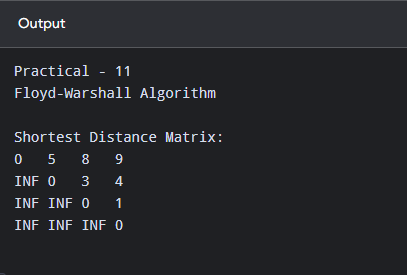 Output
Practical - 11
Floyd-Warshall Algorithm
Shortest Distance Matrix:
0   5   8   9
INF 0   3   4
INF INF 0   1
INF INF INF 0